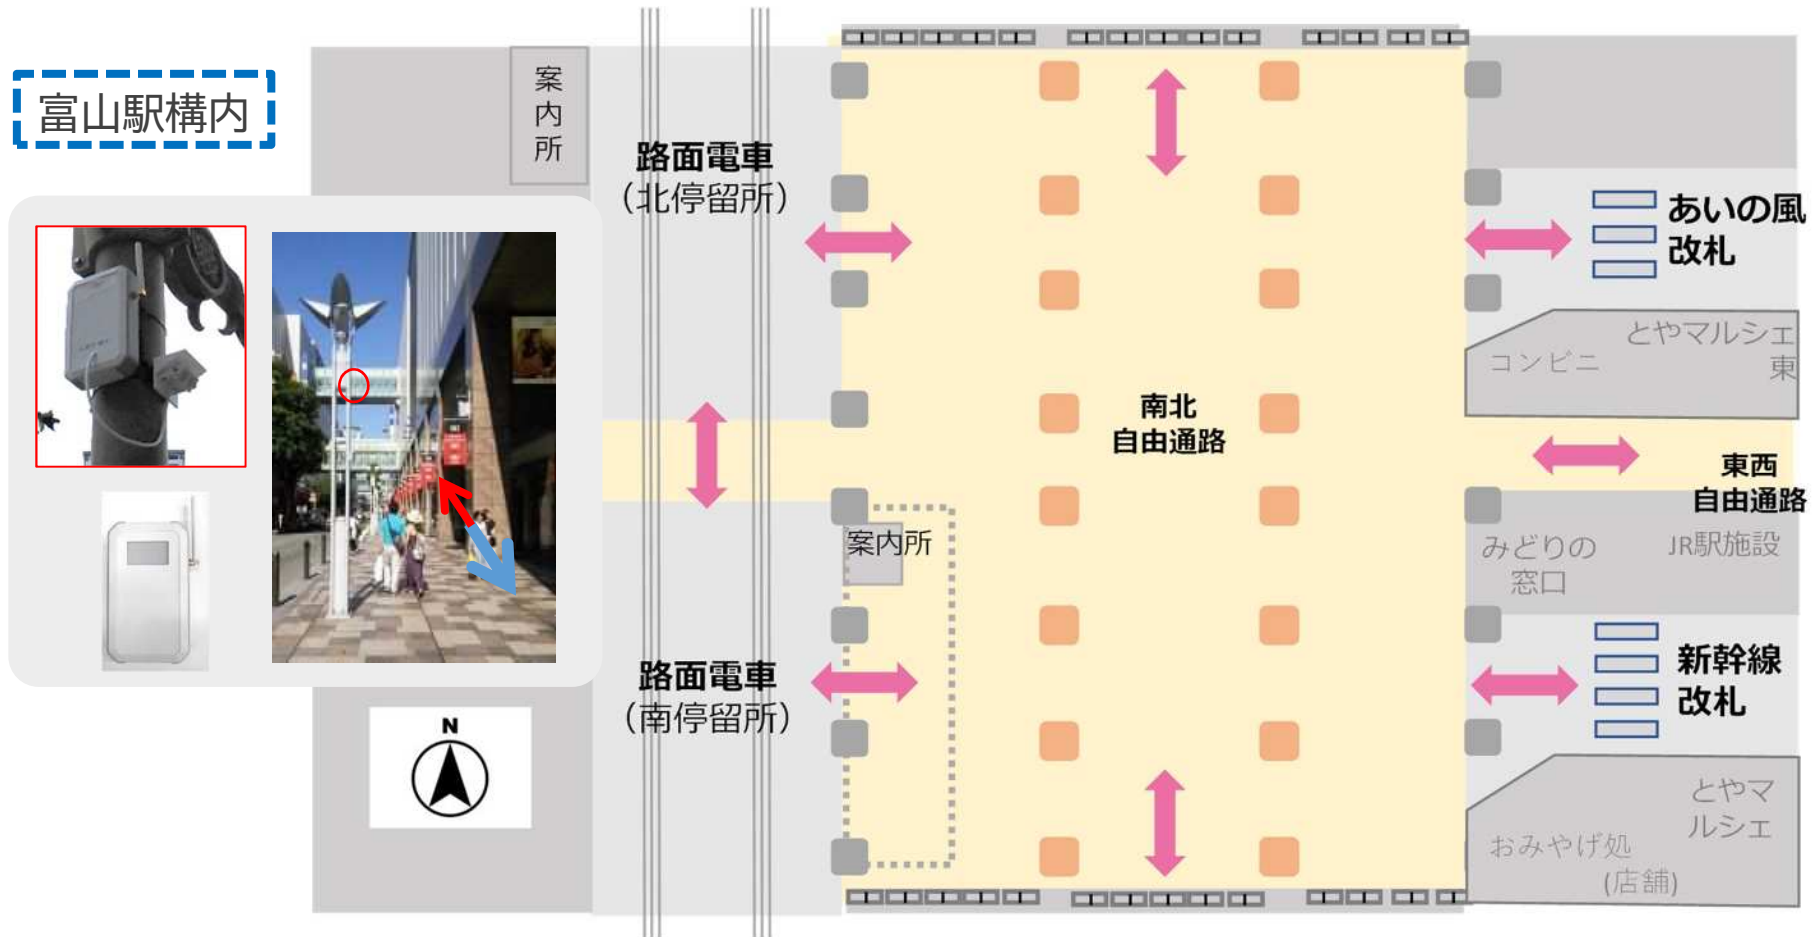 富山駅構内
案
内
所
路面電車
（北停留所）
あいの風
改札
とやマルシェ
東
コンビニ
南北
自由通路
東西
自由通路
案内所
みどりの
窓口
JR駅施設
路面電車
（南停留所）
新幹線
改札
N
とやマ
ルシェ
おみやげ処
(店舗)